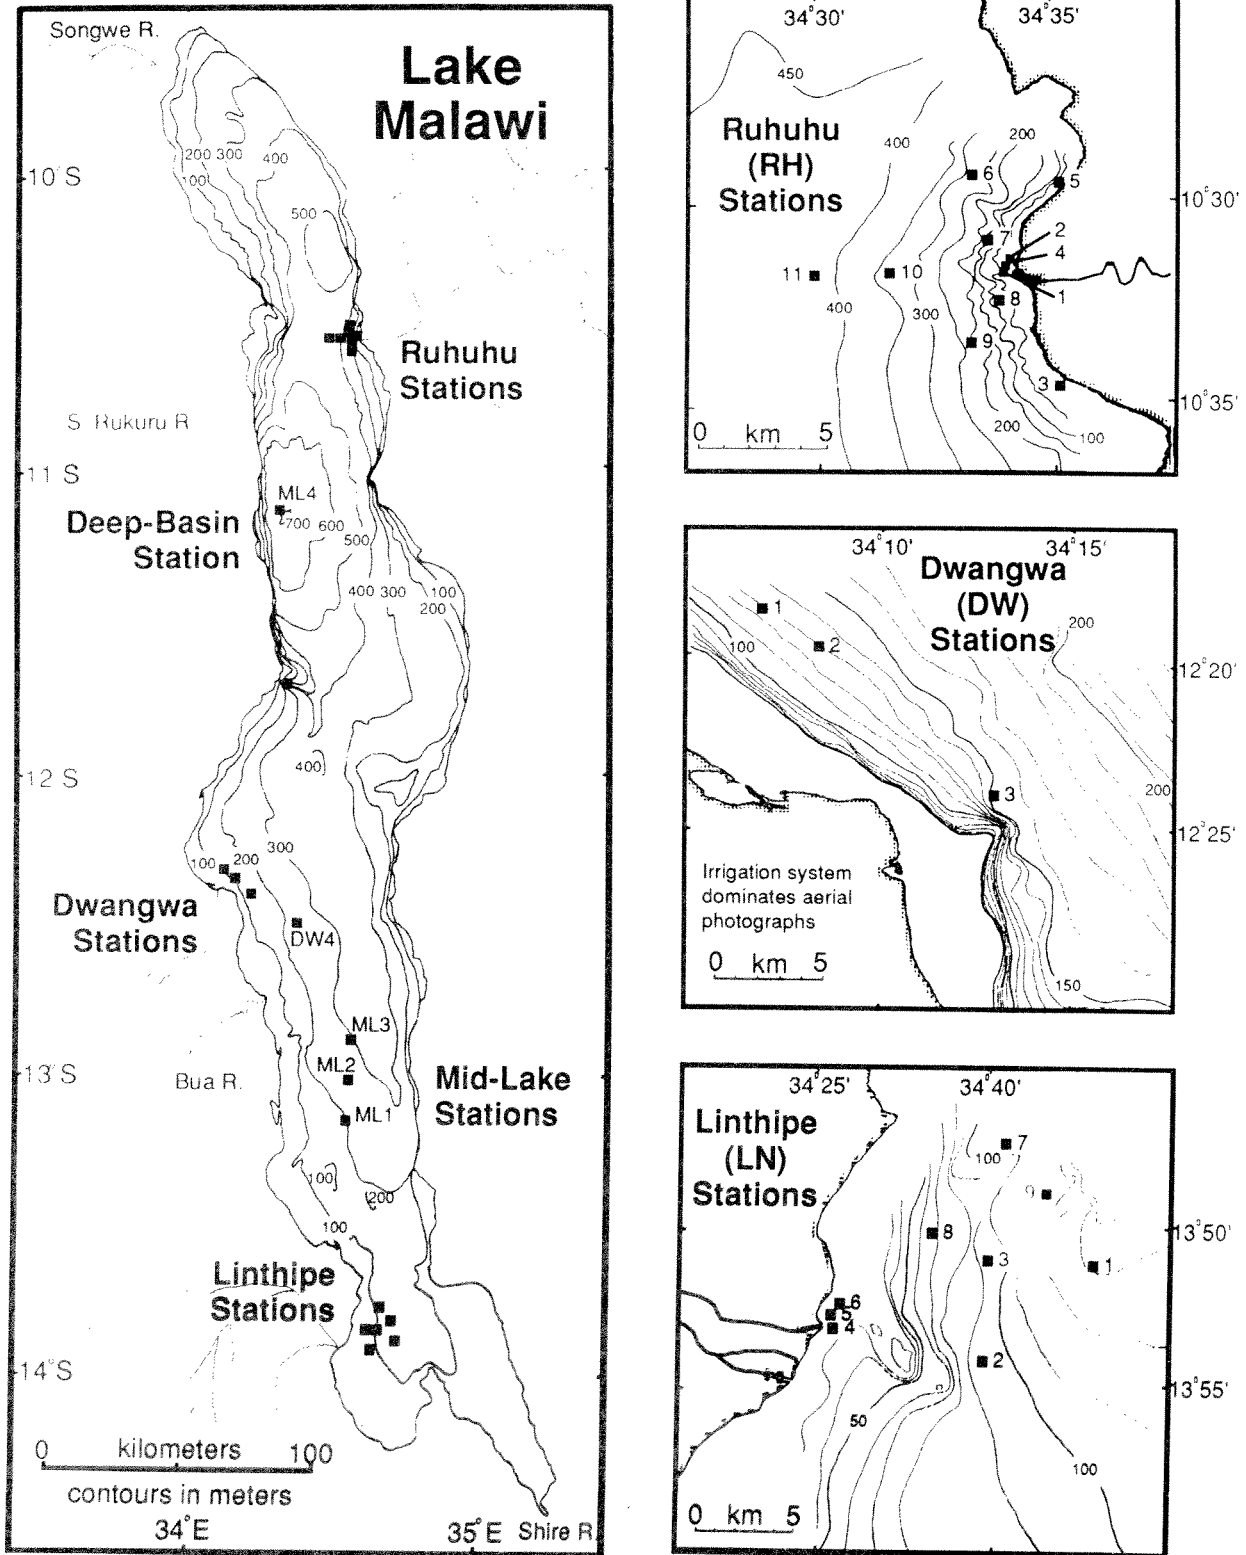 Songwe R.
Lake
Malawi
200 300
400
100
10°S
500
Ruhuhu
Stations
S Rukuru R
11 S
ML4
700 600
500
Deep-Basin
Station
400 300
100
200
12 S
400
300
100 200
Dwangwa
Stations
DW4
ML3
ML2
13°S
Bua R.
Mid-Lake
Stations
ML1
100
200
100
Linthipe
Stations
14°S
0 kilometers 100
contours in meters
34°E
35°E Shire R.
34°30'
34°35'
450
Ruhuhu
(RH)
Stations
400
200
6
5
10°30'
7
2
4
11
10
1
8
400
300
9
3
10°35'
0 km 5
200
100
34°10'
34°15'
Dwangwa
(DW)
Stations
1
100
2
200
12°20'
3
200
12°25'
Irrigation system
dominates aerial
photographs
0 km 5
150
34°25'
34°40'
Linthipe
(LN)
Stations
7
100
9
8
13°50'
3
1
6
5
4
2
13°55'
50
100
0 km 5